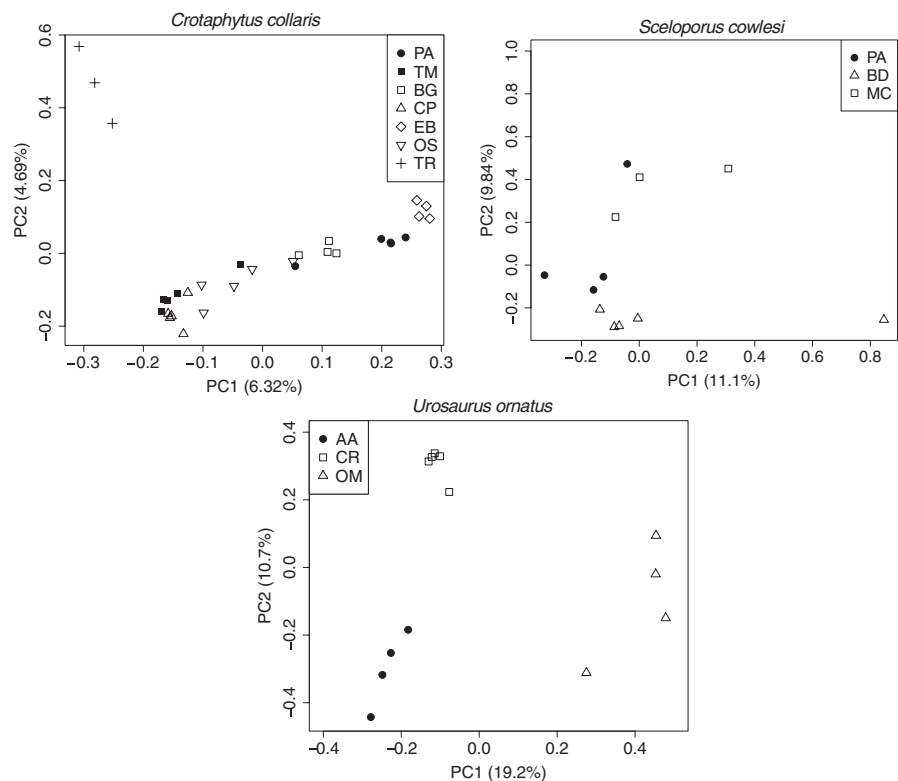 Crotaphytus collaris
PC2 (4.69%)
0.6
0.4
0.2
0.0
−0.2
PA
TM
BG
CP
EB
OS
TR
−0.3
−0.2
−0.1
0.0
0.1
0.2
0.3
PC1 (6.32%)
Sceloporus cowlesi
PC2 (9.84%)
1.0
0.8
0.6
0.4
0.2
0.0
−0.2
PA
BD
MC
−0.2
0.0
0.2
0.4
0.6
0.8
PC1 (11.1%)
Urosaurus ornatus
PC2 (10.7%)
0.4
0.2
0.0
−0.2
−0.4
AA
CR
OM
−0.4
−0.2
0.0
0.2
0.4
PC1 (19.2%)